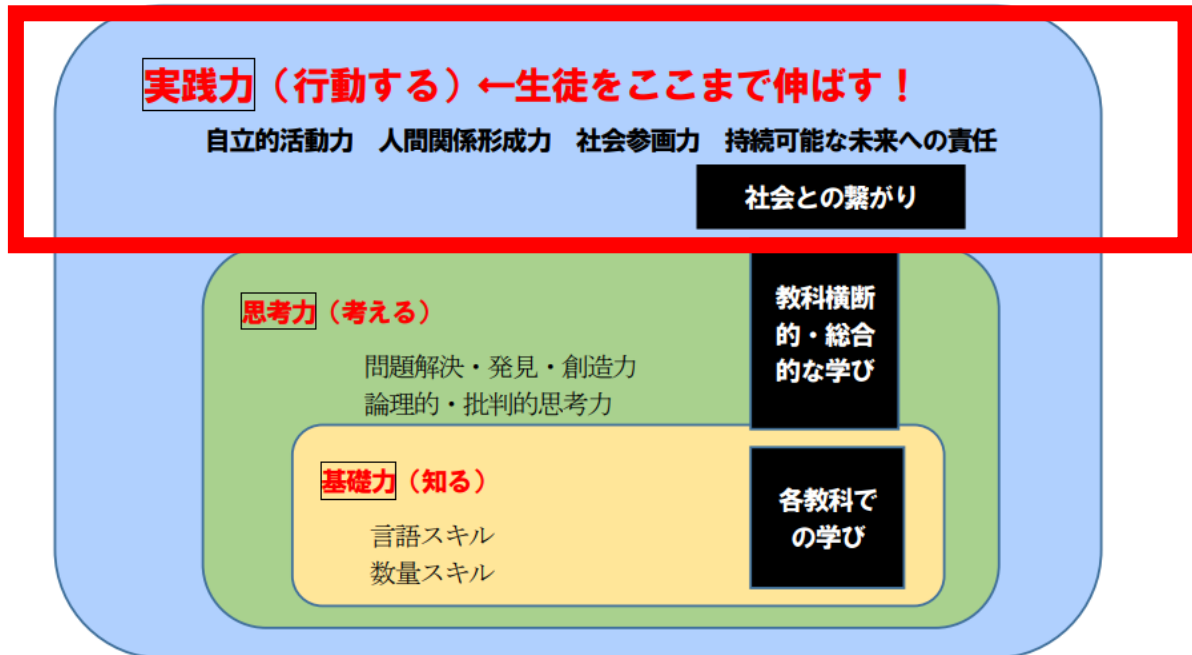 実践力（行動する）←生徒をここまで伸ばす！
自立的活動力　人間関係形成力　社会参画力　持続可能な未来への責任
社会との繋がり
思考力（考える）
問題解決・発見・創造力
論理的・批判的思考力
教科横断
的・総合
的な学び
基礎力（知る）
言語スキル
数量スキル
各教科で
の学び